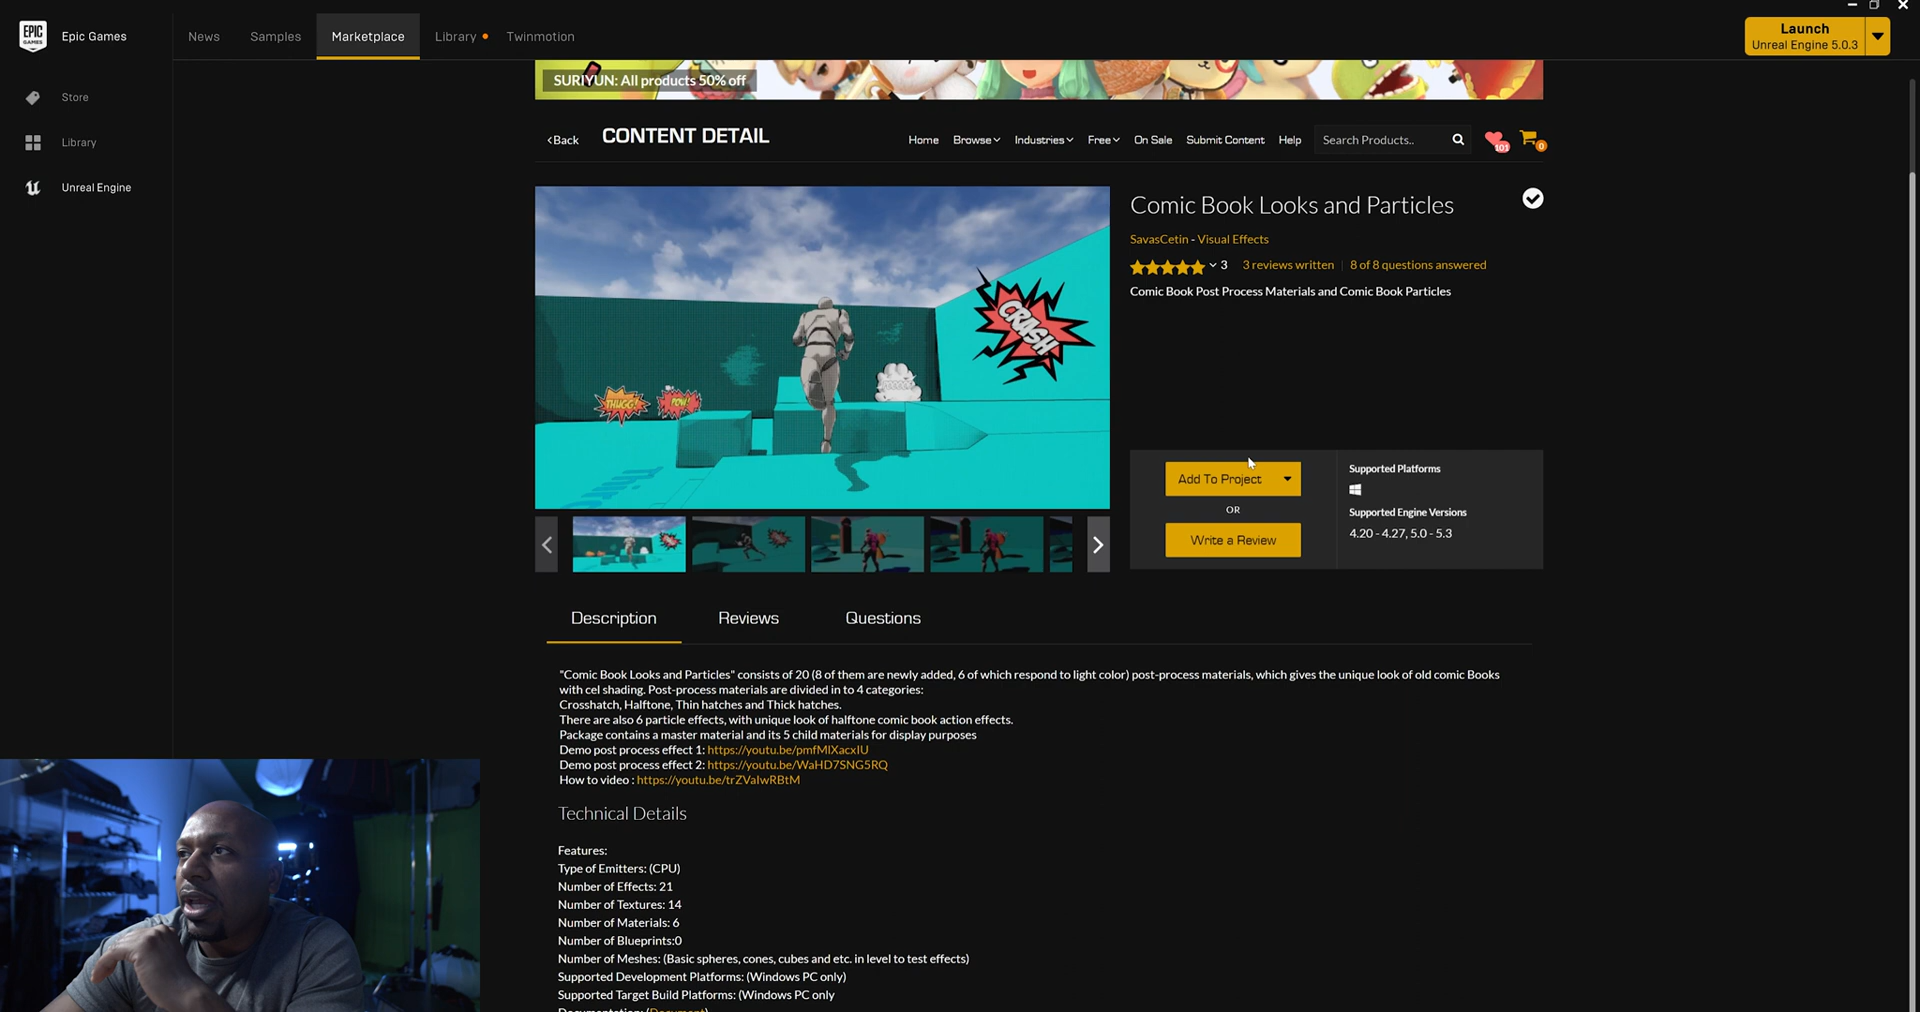 EPIC GAMES
Epic Games
News
Samples
Marketplace
Library
Twinmotion
Launch
Unreal Engine 5.0.3
Store
Library
Unreal Engine
SURIYUN: All products 50% off
Back
CONTENT DETAIL
Home
Browse
Industries
Free
On Sale
Submit Content
Help
Search Products..
101
0
CRASH
THUGG!
POW!
Comic Book Looks and Particles
SavasCetin - Visual Effects
3
3 reviews written
8 of 8 questions answered
Comic Book Post Process Materials and Comic Book Particles
Add To Project
OR
Write a Review
Supported Platforms
Supported Engine Versions
4.20 - 4.27, 5.0 - 5.3
Description
Reviews
Questions
"Comic Book Looks and Particles" consists of 20 (8 of them are newly added, 6 of which respond to light color) post-process materials, which gives the unique look of old comic Books
with cel shading. Post-process materials are divided in to 4 categories:
Crosshatch, Halftone, Thin hatches and Thick hatches.
There are also 6 particle effects, with unique look of halftone comic book action effects.
Package contains a master material and its 5 child materials for display purposes
Demo post process effect 1: https://youtu.be/pmfMlXacxIU
Demo post process effect 2: https://youtu.be/WaHD7SNG5RQ
How to video : https://youtu.be/trZVaIwRBtM
Technical Details
Features:
Type of Emitters: (CPU)
Number of Effects: 21
Number of Textures: 14
Number of Materials: 6
Number of Blueprints:0
Number of Meshes: (Basic spheres, cones, cubes and etc. in level to test effects)
Supported Development Platforms: (Windows PC only)
Supported Target Build Platforms: (Windows PC only